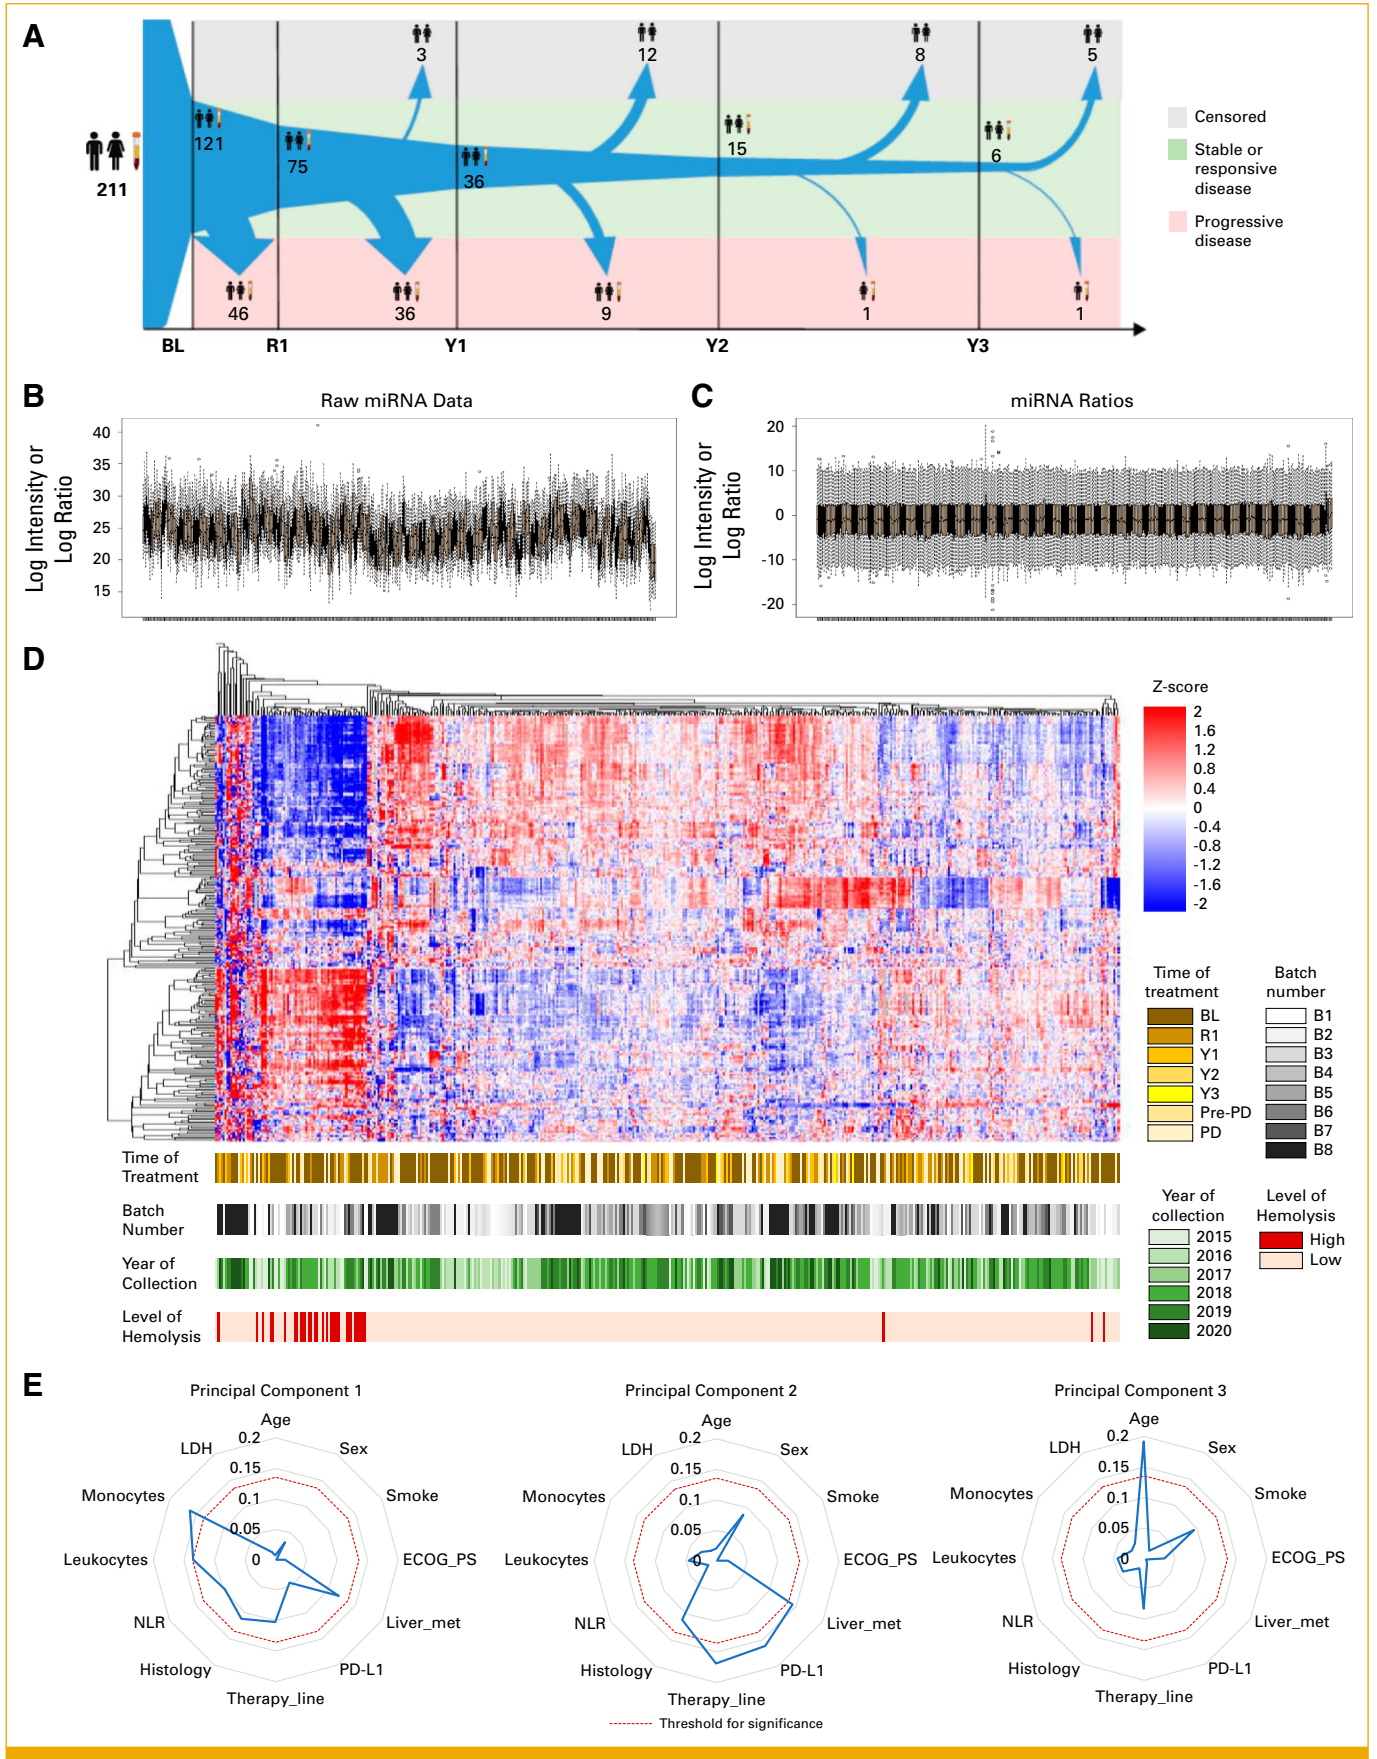 A
3
12
8
5
121
75
36
15
6
211
46
36
9
1
1
BL
R1
Y1
Y2
Y3
Censored
Stable or
responsive
disease
Progressive
disease
B
Raw miRNA Data
Log Intensity or
Log Ratio
40
35
30
25
20
15
C
miRNA Ratios
Log Intensity or
Log Ratio
20
10
0
-10
-20
D
Z-score
2
1.6
1.2
0.8
0.4
0
-0.4
-0.8
-1.2
-1.6
-2
Time of
treatment
BL
R1
Y1
Y2
Y3
Pre-PD
PD
Batch
number
B1
B2
B3
B4
B5
B6
B7
B8
Time of
Treatment
Batch
Number
Year of
Collection
Level of
Hemolysis
Year of
collection
2015
2016
2017
2018
2019
2020
Level of
Hemolysis
High
Low
E
Principal Component 1
Age
Sex
Smoke
ECOG_PS
Liver_met
PD-L1
Therapy_line
Histology
NLR
Leukocytes
Monocytes
LDH
0.2
0.15
0.1
0.05
0
Principal Component 2
Age
Sex
Smoke
ECOG_PS
Liver_met
PD-L1
Therapy_line
Histology
NLR
Leukocytes
Monocytes
LDH
0.2
0.15
0.1
0.05
0
Principal Component 3
Age
Sex
Smoke
ECOG_PS
Liver_met
PD-L1
Therapy_line
Histology
NLR
Leukocytes
Monocytes
LDH
0.2
0.15
0.1
0.05
0
Threshold for significance